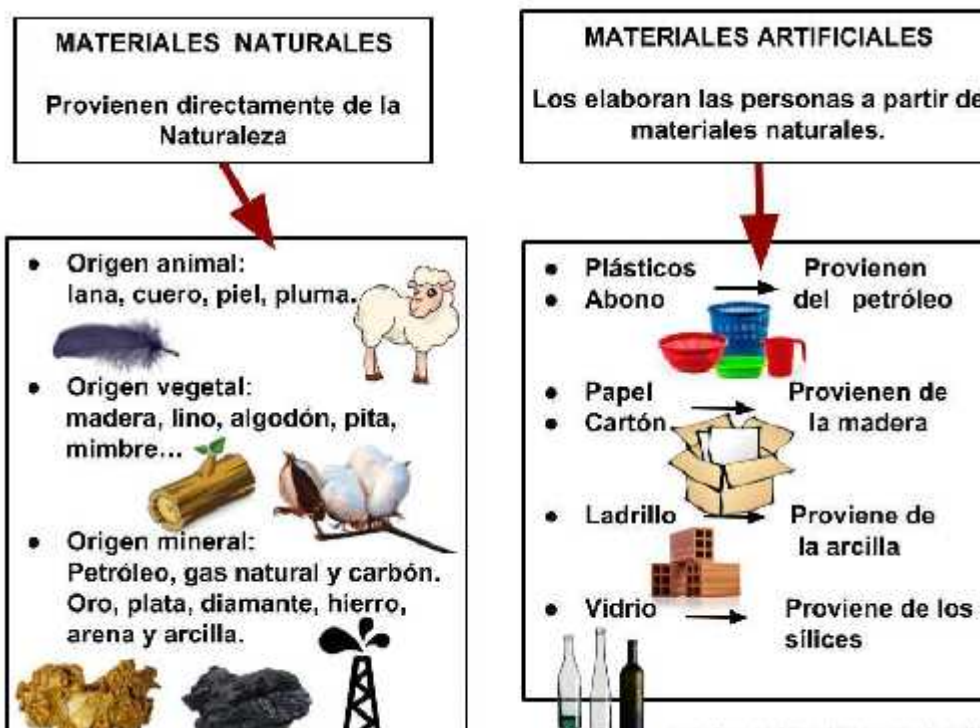 MATERIALES NATURALES
Provienen directamente de la
Naturaleza
• Origen animal:
lana, cuero, piel, pluma.
• Origen vegetal:
madera, lino, algodón, pita,
mimbre...
• Origen mineral:
Petróleo, gas natural y carbón.
Oro, plata, diamante, hierro,
arena y arcilla.
MATERIALES ARTIFICIALES
Los elaboran las personas a partir de
materiales naturales.
• Plásticos Provienen
• Abono del petróleo
• Papel Provienen de
• Cartón la madera
• Ladrillo Proviene de
la arcilla
• Vidrio Proviene de los
sílices